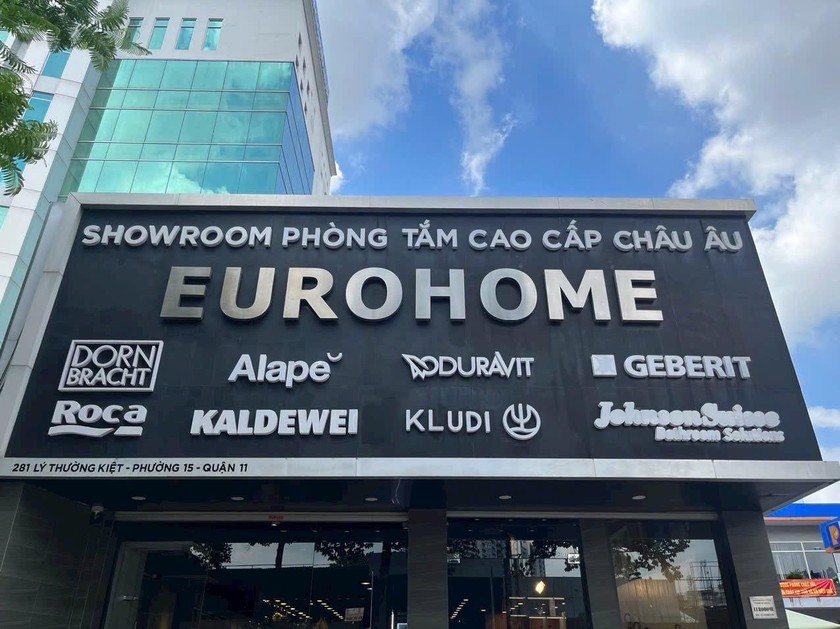 SHOWROOM PHÒNG TẮM CAO CẤP CHÂU ÂU
EUROHOME
DORN
BRACHT
Alape
DURAVIT
GEBERIT
Roca
KALDEWEI
KLUDI
Johnson Suisse
Bathroom Solutions
281 LÝ THƯỜNG KIỆT - PHƯỜNG 15 - QUẬN 11
EUROHOME